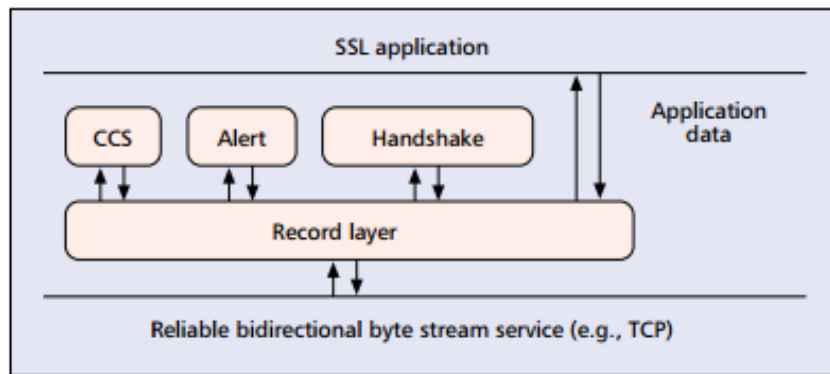 SSL application
CCS
Alert
Handshake
Application
data
Record layer
Reliable bidirectional byte stream service (e.g., TCP)